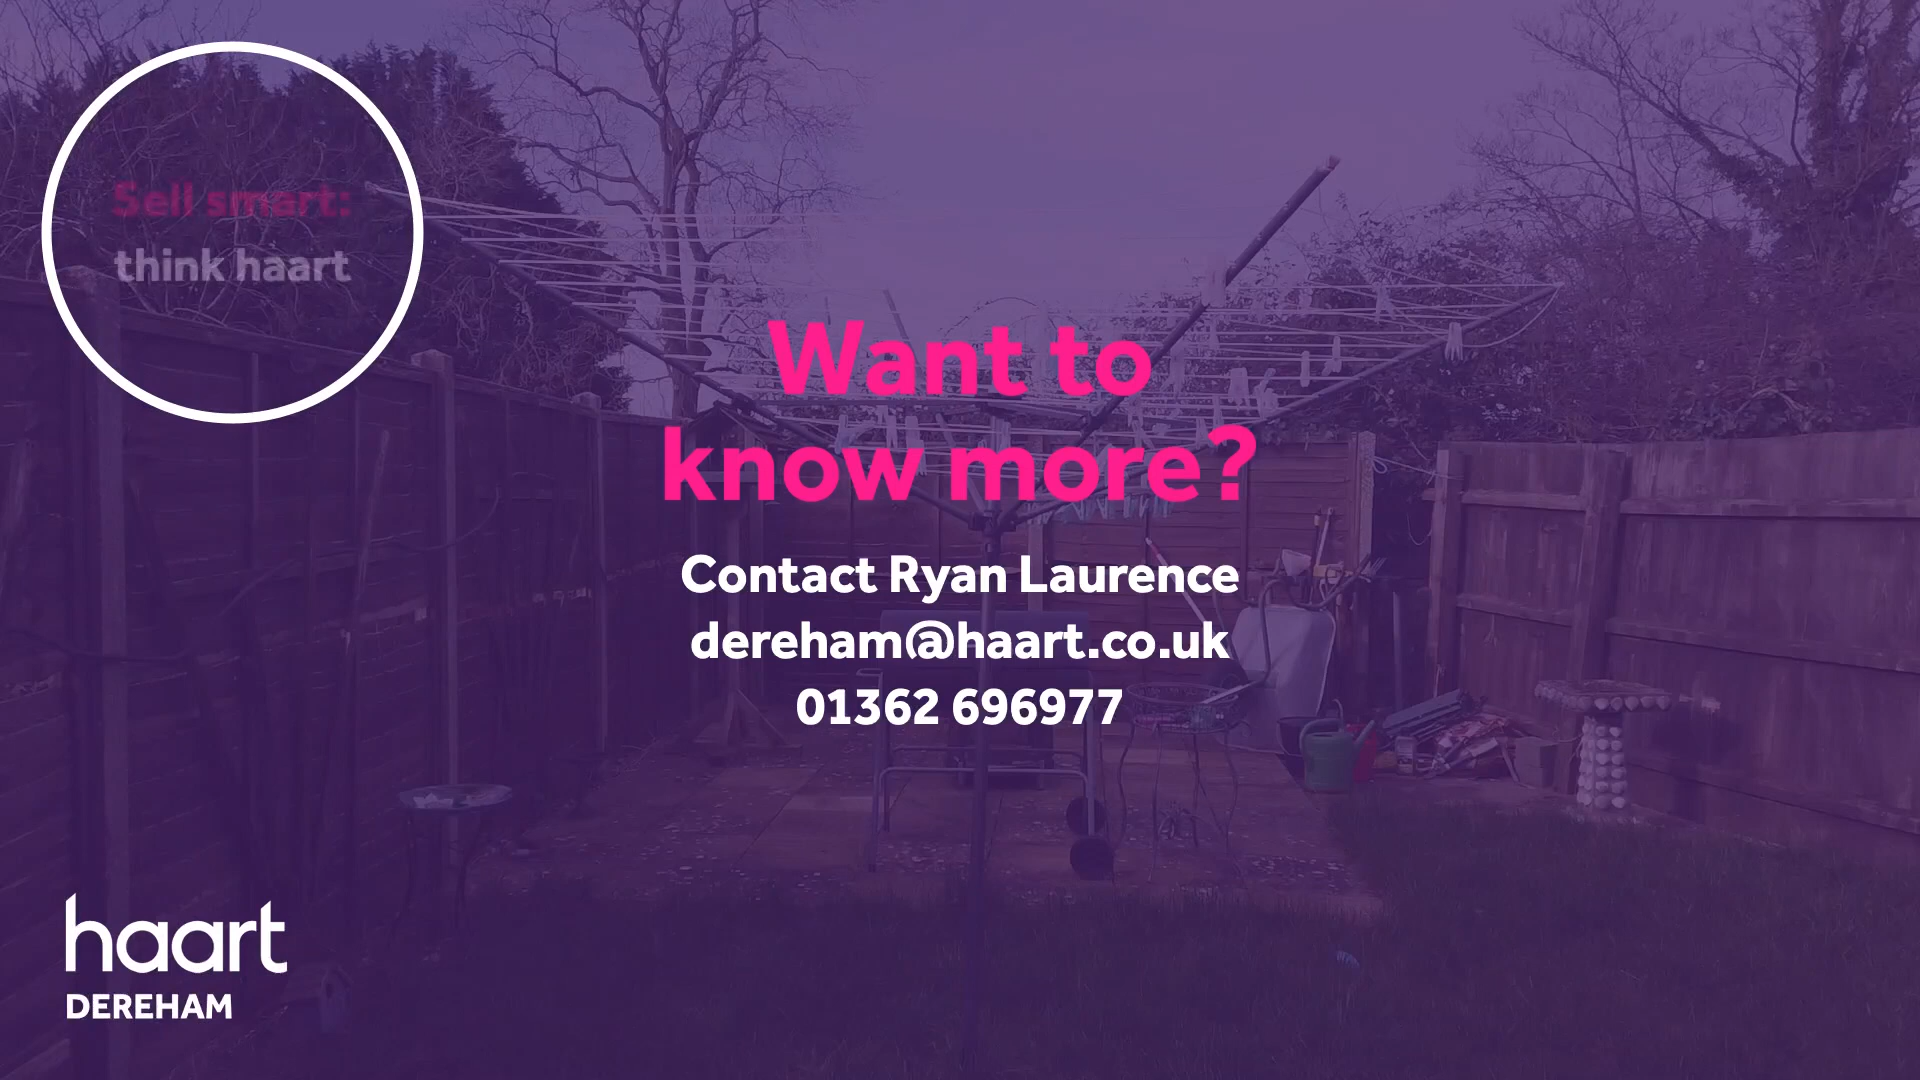 Sell smart:
think haart
Want to
know more?
Contact Ryan Laurence
dereham@haart.co.uk
01362 696977
haart
DEREHAM